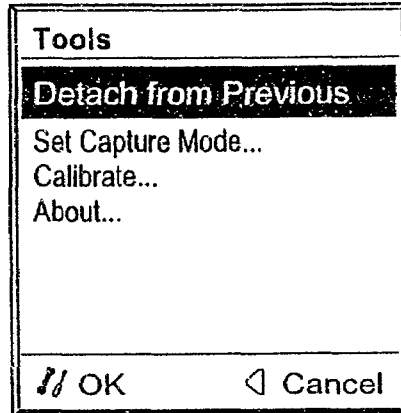 Tools
Detach from Previous
Set Capture Mode...
Calibrate...
About...
OK
Cancel